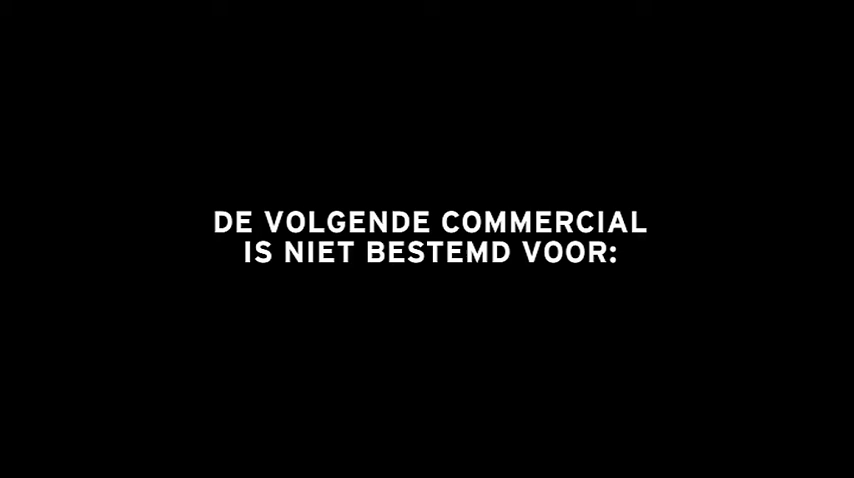 DE VOLGENDE COMMERCIAL
IS NIET BESTEMD VOOR: